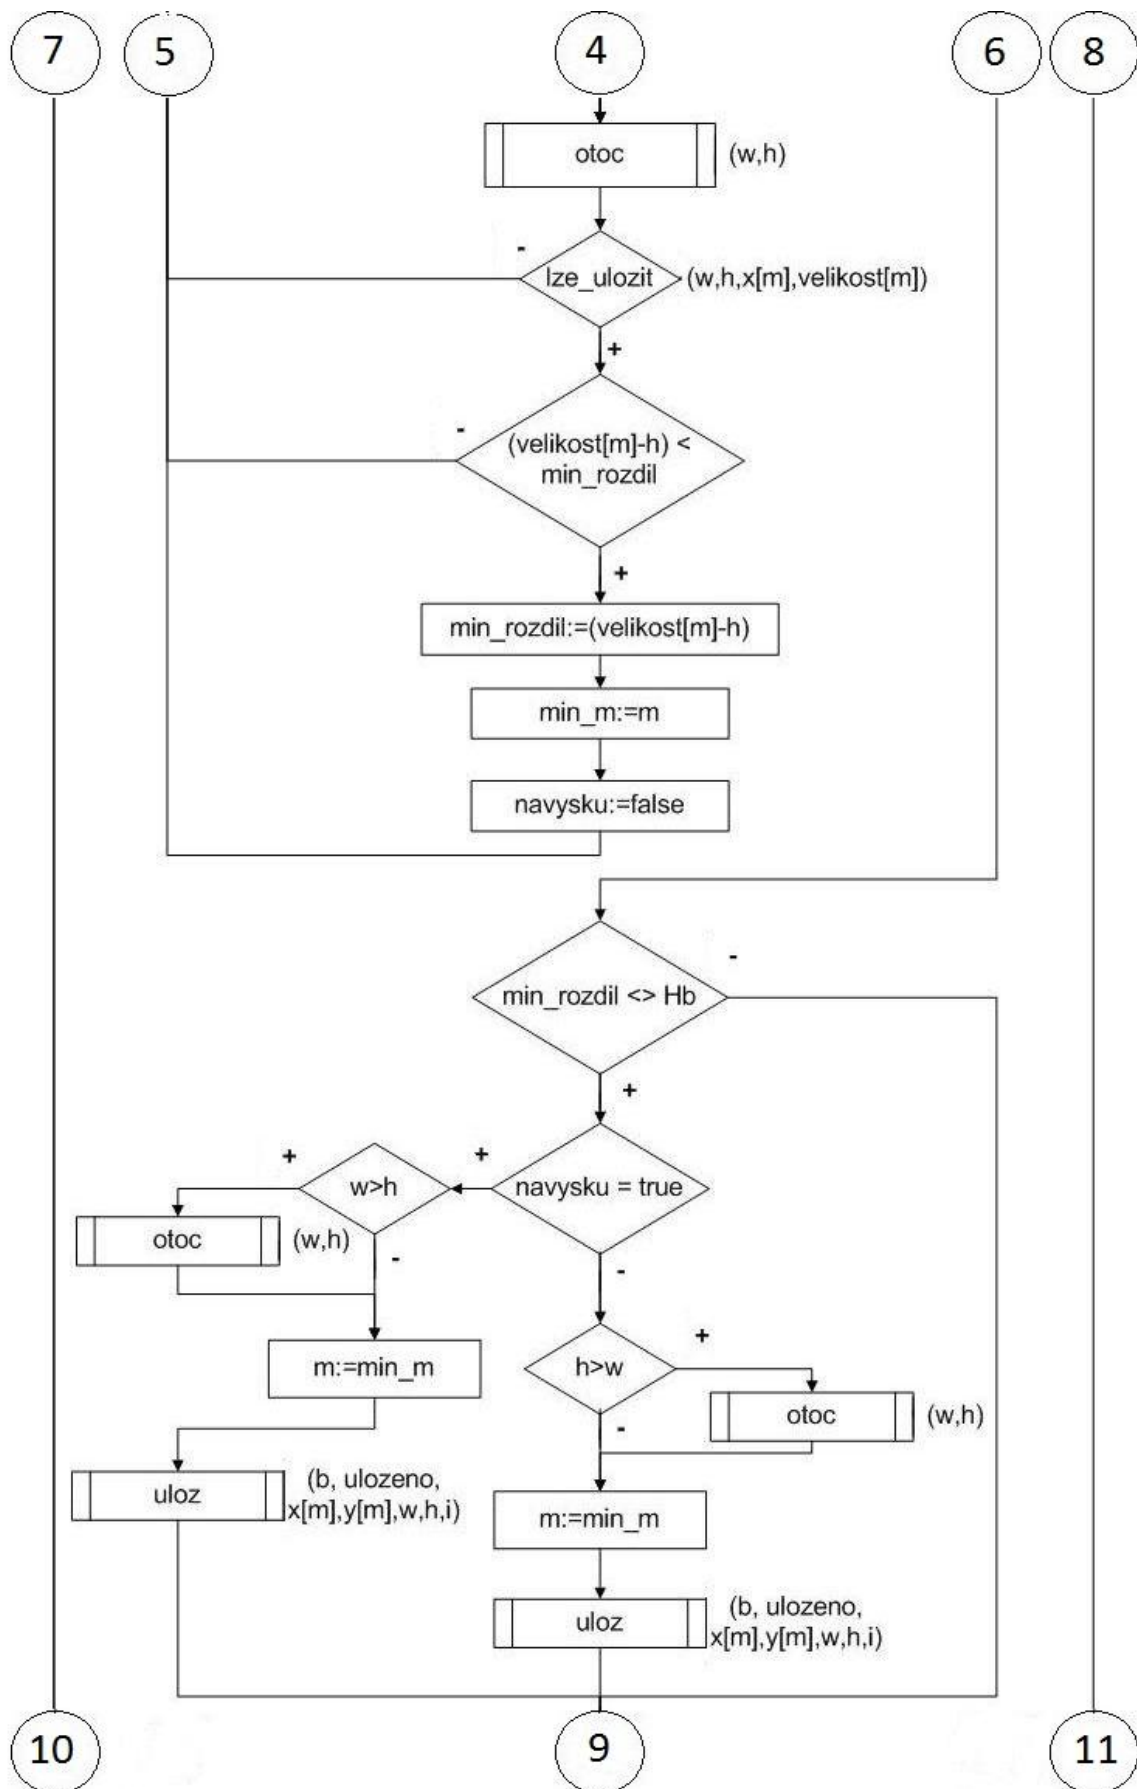 7
5
4
6
8
otoc
(w,h)
-
lze_ulozit
(w,h,x[m],velikost[m])
+
-
(velikost[m]-h) <
min_rozdil
+
min_rozdil:=(velikost[m]-h)
min_m:=m
navysku:=false
-
min_rozdil <> Hb
+
+
w>h
+
navysku = true
otoc
(w,h)
-
-
m:=min_m
h>w
+
otoc
(w,h)
-
uloz
(b, ulozeno,
x[m],y[m],w,h,i)
m:=min_m
uloz
(b, ulozeno,
x[m],y[m],w,h,i)
10
9
11